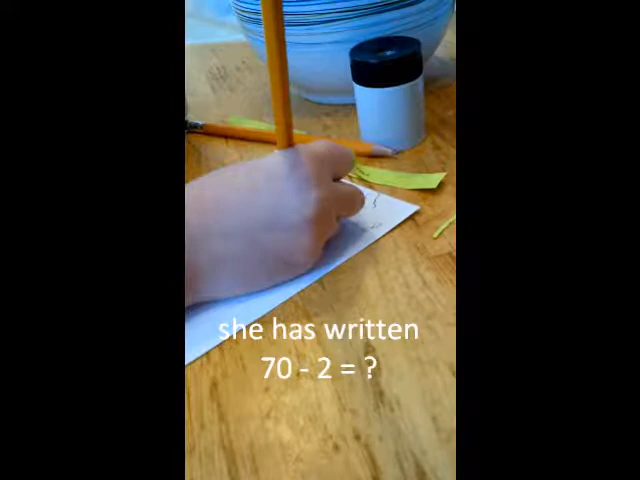 she has written
70 - 2 = ?